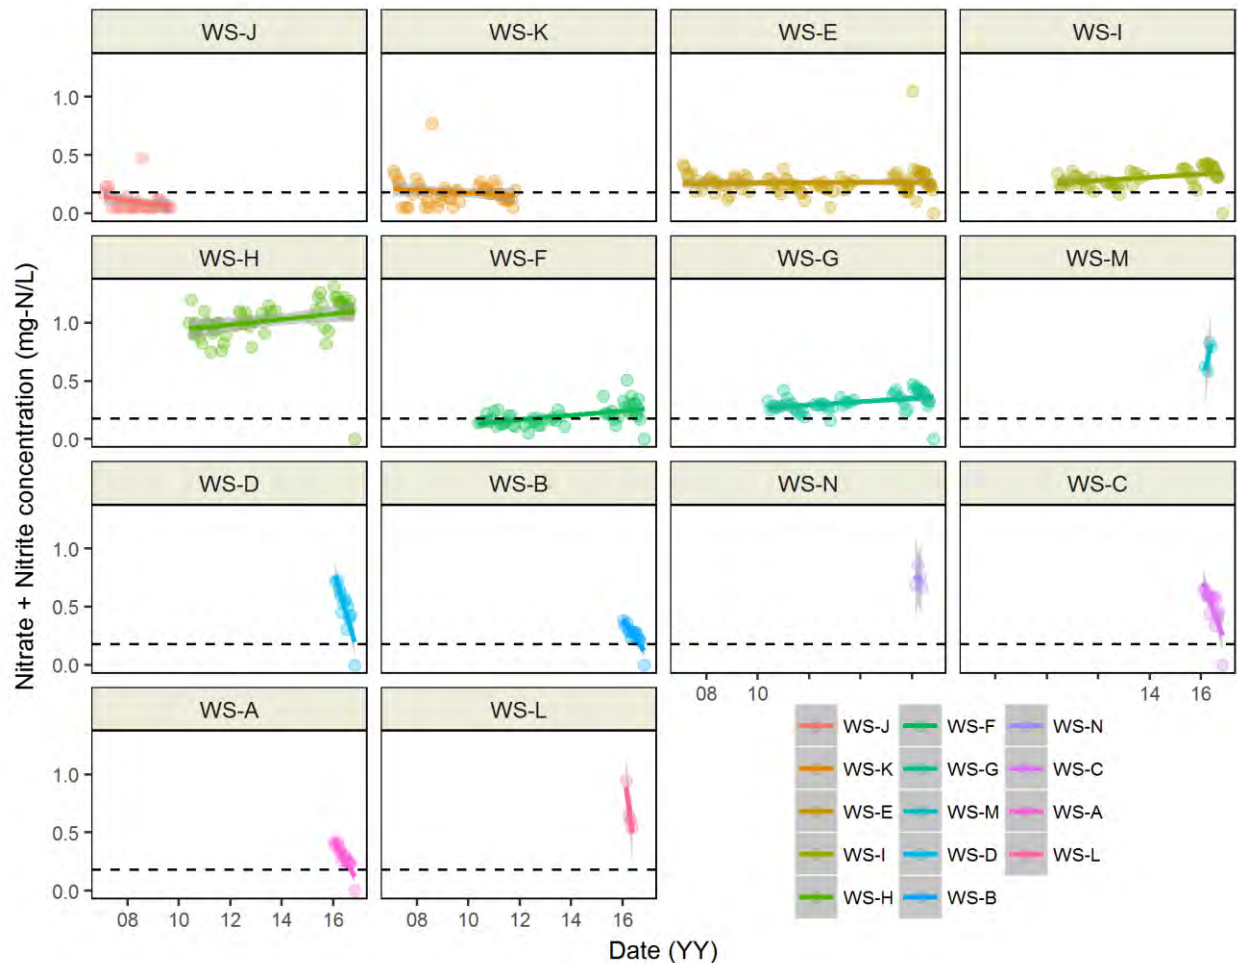 WS-J WS-K WS-E WS-I
1.0
0.5
0.0
WS-H WS-F WS-G WS-M
1.0
0.5
0.0
Nitrate + Nitrite concentration (mg-N/L)
WS-D WS-B WS-N WS-C
1.0
0.5
0.0
08 10 14 16
WS-A WS-L
1.0
0.5
0.0
08 10 12 14 16 08 10 12 14 16
Date (YY)
WS-J WS-F WS-N
WS-K WS-G WS-C
WS-E WS-M WS-A
WS-I WS-D WS-L
WS-H WS-B